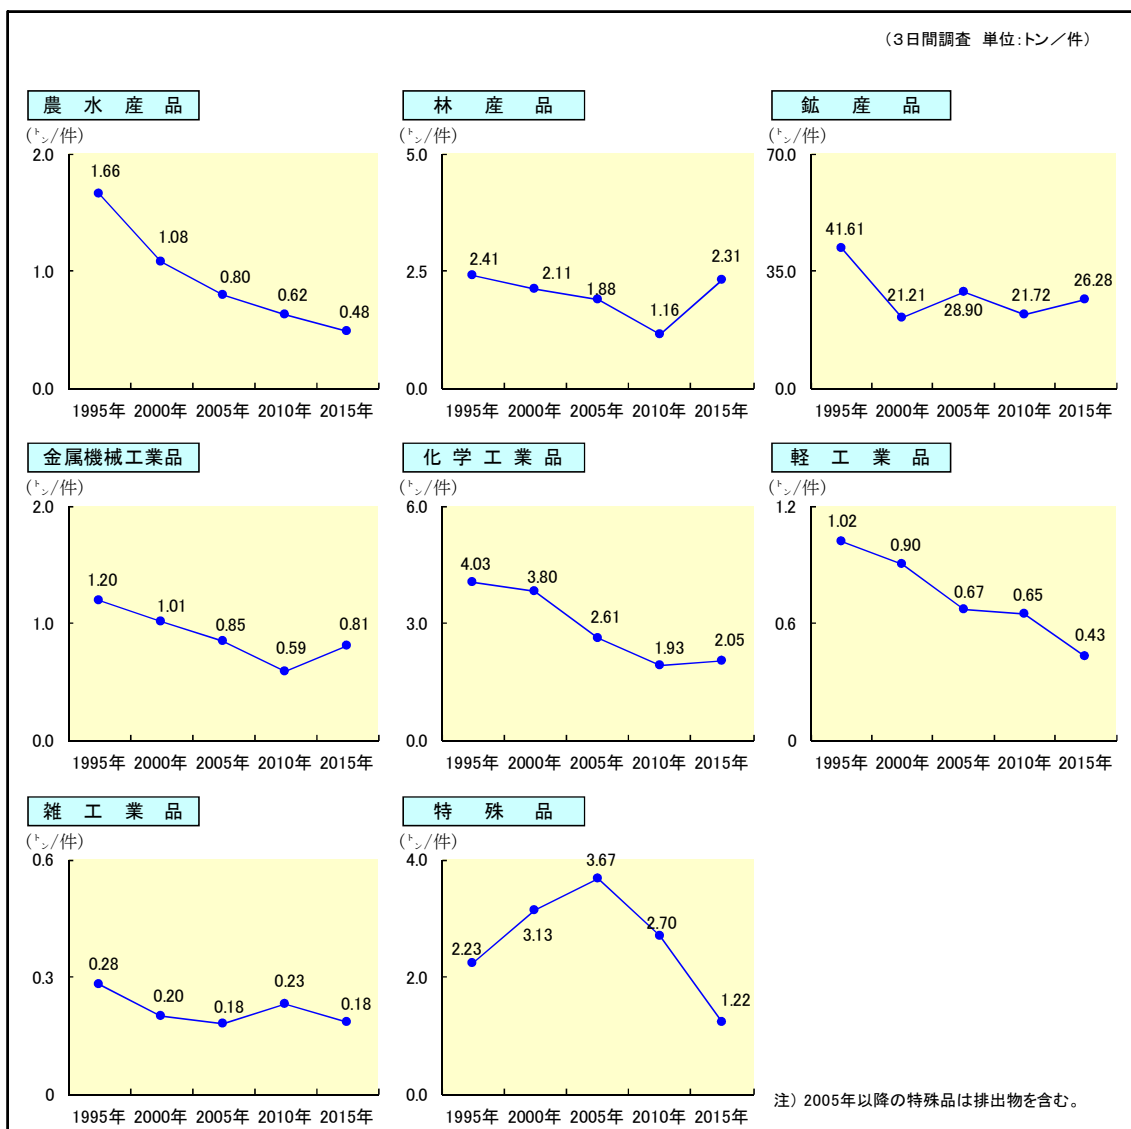 （３日間調査 単位：トン／件）
農水産品
（トン/件）
2.0
1.0
0.0
1.66
1.08
0.80
0.62
0.48
1995年 2000年 2005年 2010年 2015年
林産品
（トン/件）
5.0
2.5
0.0
2.41
2.11
1.88
1.16
2.31
1995年 2000年 2005年 2010年 2015年
鉱産品
（トン/件）
70.0
35.0
0.0
41.61
21.21
28.90
21.72
26.28
1995年 2000年 2005年 2010年 2015年
金属機械工業品
（トン/件）
2.0
1.0
0.0
1.20
1.01
0.85
0.59
0.81
1995年 2000年 2005年 2010年 2015年
化学工業品
（トン/件）
6.0
3.0
0.0
4.03
3.80
2.61
1.93
2.05
1995年 2000年 2005年 2010年 2015年
軽工業品
（トン/件）
1.2
0.6
0
1.02
0.90
0.67
0.65
0.43
1995年 2000年 2005年 2010年 2015年
雑工業品
（トン/件）
0.6
0.3
0
0.28
0.20
0.18
0.23
0.18
1995年 2000年 2005年 2010年 2015年
特殊品
（トン/件）
4.0
2.0
0.0
2.23
3.13
3.67
2.70
1.22
1995年 2000年 2005年 2010年 2015年
注） 2005年以降の特殊品は排出物を含む。